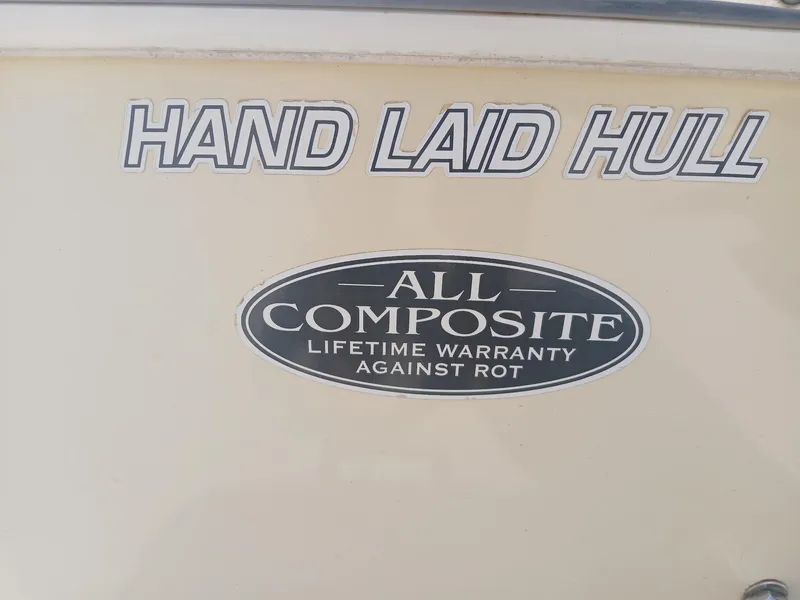 HAND LAID HULL
ALL
COMPOSITE
LIFETIME WARRANTY
AGAINST ROT